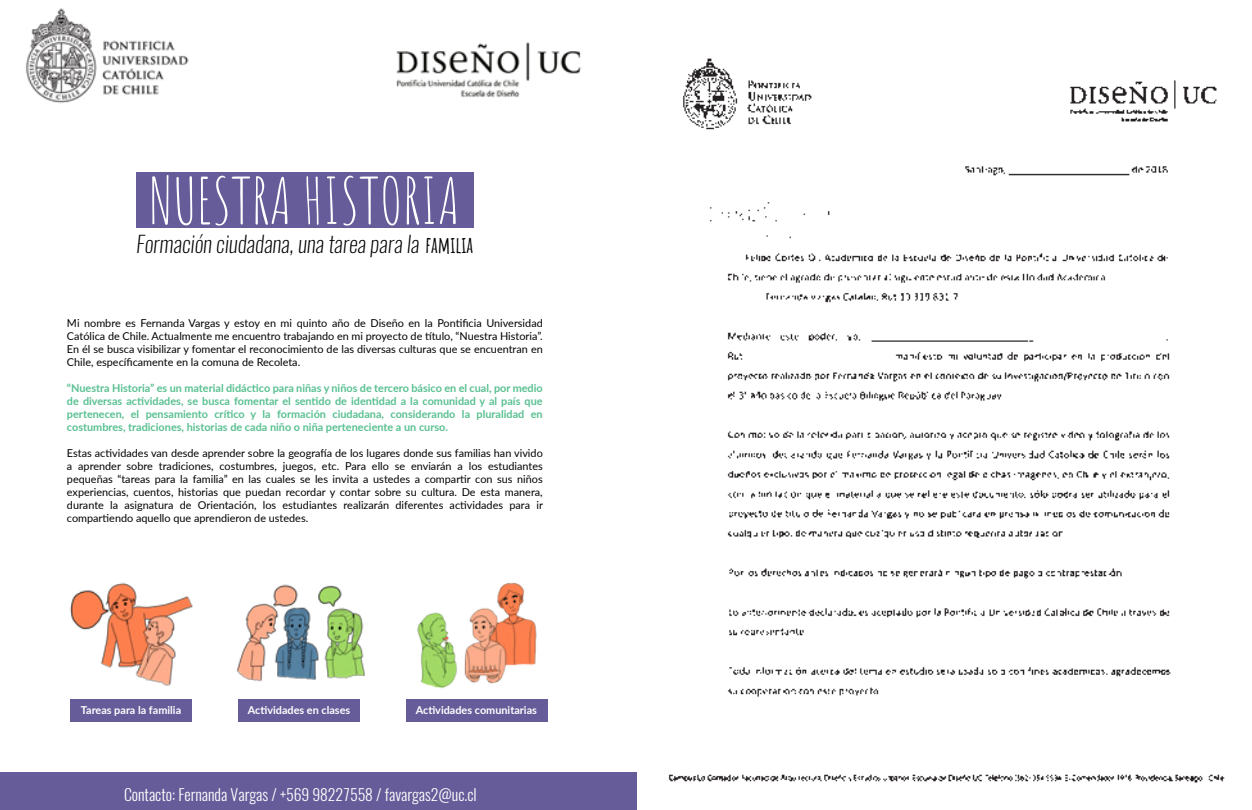 PONTIFICIA
UNIVERSIDAD
CATÓLICA
DE CHILE
DISEÑO | UC
Pontificia Universidad Católica de Chile
Escuela de Diseño
NUESTRA HISTORIA
Formación ciudadana, una tarea para la FAMILIA
Mi nombre es Fernanda Vargas y estoy en mi quinto año de Diseño en la Pontificia Universidad
Católica de Chile. Actualmente me encuentro trabajando en mi proyecto de título, “Nuestra Historia”.
En él se busca visibilizar y fomentar el reconocimiento de las diversas culturas que se encuentran en
Chile, específicamente en la comuna de Recoleta.
“Nuestra Historia” es un material didáctico para niñas y niños de tercero básico en el cual, por medio
de diversas actividades, se busca fomentar el sentido de identidad a la comunidad y al país que
pertenecen, el pensamiento crítico y la formación ciudadana, considerando la pluralidad en
costumbres, tradiciones, historias de cada niño o niña perteneciente a un curso.
Estas actividades van desde aprender sobre la geografía de los lugares donde sus familias han vivido
a aprender sobre tradiciones, costumbres, juegos, etc. Para ello se enviarán a los estudiantes
pequeñas “tareas para la familia” en las cuales se les invita a ustedes a compartir con sus niños
experiencias, cuentos, historias que puedan recordar y contar sobre su cultura. De esta manera,
durante la asignatura de Orientación, los estudiantes realizarán diferentes actividades para ir
compartiendo aquello que aprendieron de ustedes.
Tareas para la familia
Actividades en clases
Actividades comunitarias
Contacto: Fernanda Vargas / +569 98227558 / favargas2@uc.cl
PONTIFICIA
UNIVERSIDAD
CATÓLICA
DE CHILE
DISEÑO | UC
Pontificia Universidad Católica de Chile
Escuela de Diseño
Santiago, ____________ de 2018
Felipe Cortés O., Académico de la Escuela de Diseño de la Pontificia Universidad Católica de
Chile, tiene el agrado de presentar al siguiente estudiante de esta Unidad Académica
Fernanda Vargas Catalán, Rut
Mediante este poder, yo, ____________,
Rut manifiesto mi voluntad de participar en la producción del
proyecto realizado por Fernanda Vargas en el contexto de su Investigación/Proyecto de Título con
el 3° año básico de la Escuela Bilingüe República del Paraguay
Con motivo de la referida participación, autorizo y acepto que se registre video y fotografía de los
alumnos, declarando que Fernanda Vargas y la Pontificia Universidad Católica de Chile serán los
dueños exclusivos por el máximo de protección legal de dichas imágenes, en Chile y el extranjero,
con la limitación que el material a que se refiere este documento, sólo podrá ser utilizado para el
proyecto de título de Fernanda Vargas y no se publicará en prensa ni medios de comunicación de
cualquier tipo, de manera que cualquier uso distinto requerirá autorización
Por los derechos antes indicados no se generará ningún tipo de pago o contraprestación
Lo anteriormente declarado, es aceptado por la Pontificia Universidad Católica de Chile a través de
su representante
Toda información acerca del tema en estudio será usada solo con fines académicos, agradecemos
su cooperación con este proyecto